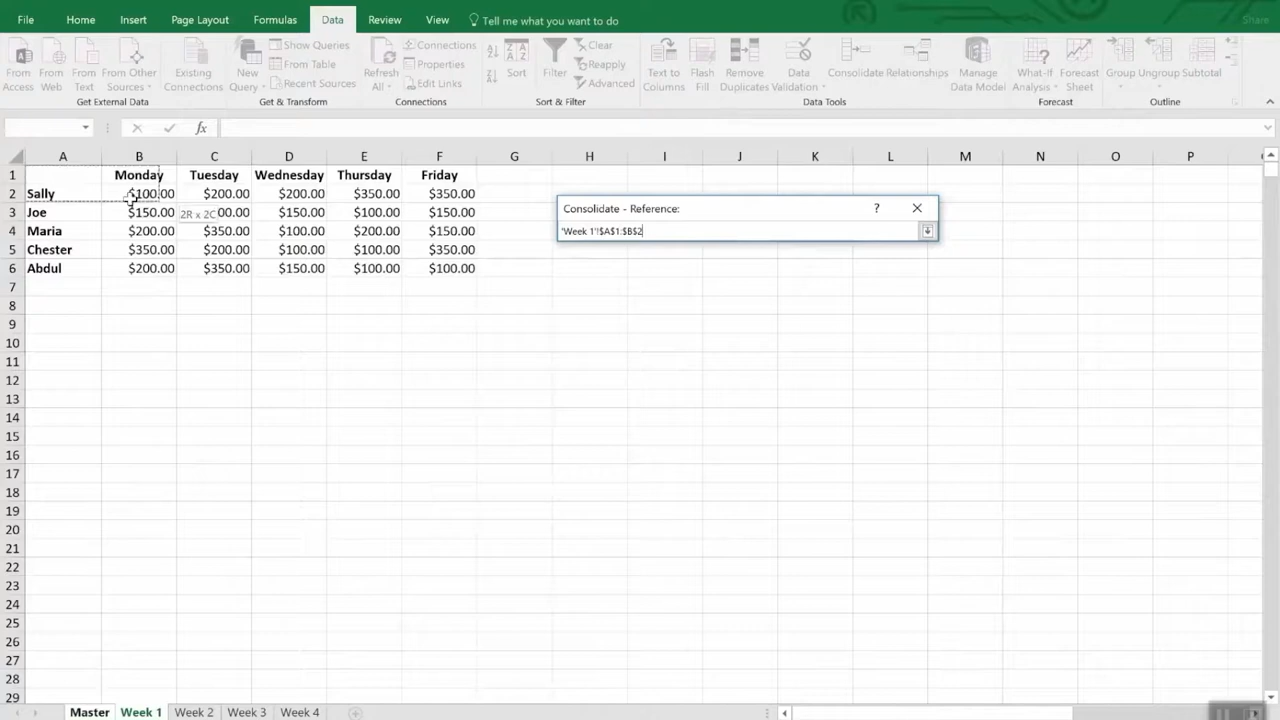 File Home Insert Page Layout Formulas Data Review View Tell me what you want to do Share
From Access From Web From Text From Other Sources Existing Connections New Query Show Queries From Table Recent Sources Refresh All Connections Properties Edit Links Sort Filter Clear Reapply Advanced Text to Columns Flash Fill Remove Duplicates Data Validation Consolidate Relationships Manage Data Model What-If Analysis Forecast Sheet Group Ungroup Subtotal
Get External Data Get & Transform Connections Sort & Filter Data Tools Forecast Outline
fx
A B C D E F G H I J K L M N O P
1 Monday Tuesday Wednesday Thursday Friday
2 Sally $100.00 $200.00 $200.00 $350.00 $350.00
3 Joe $150.00 00.00 $150.00 $100.00 $150.00
2R x 2C
4 Maria $200.00 $350.00 $100.00 $200.00 $150.00
5 Chester $350.00 $200.00 $100.00 $100.00 $350.00
6 Abdul $200.00 $350.00 $150.00 $100.00 $100.00
Consolidate - Reference: ?
'Week 1'!$A$1:$B$2
7
8
9
10
11
12
13
14
15
16
17
18
19
20
21
22
23
24
25
26
27
28
29
Master Week 1 Week 2 Week 3 Week 4